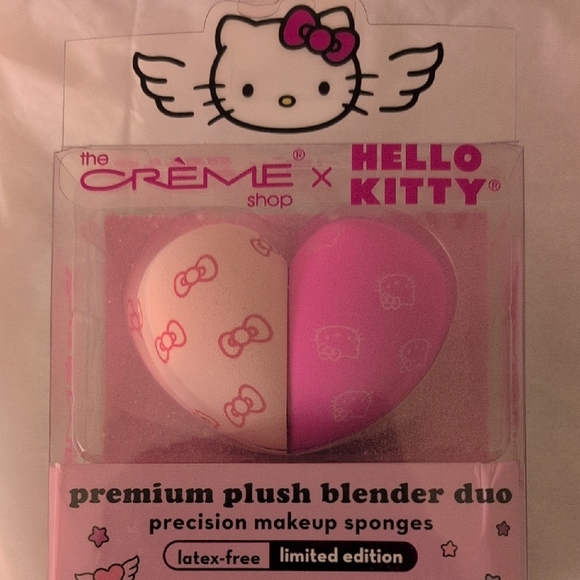 the
CRÈME® x HELLO
shop KITTY®
premium plush blender duo
precision makeup sponges
latex-free limited edition